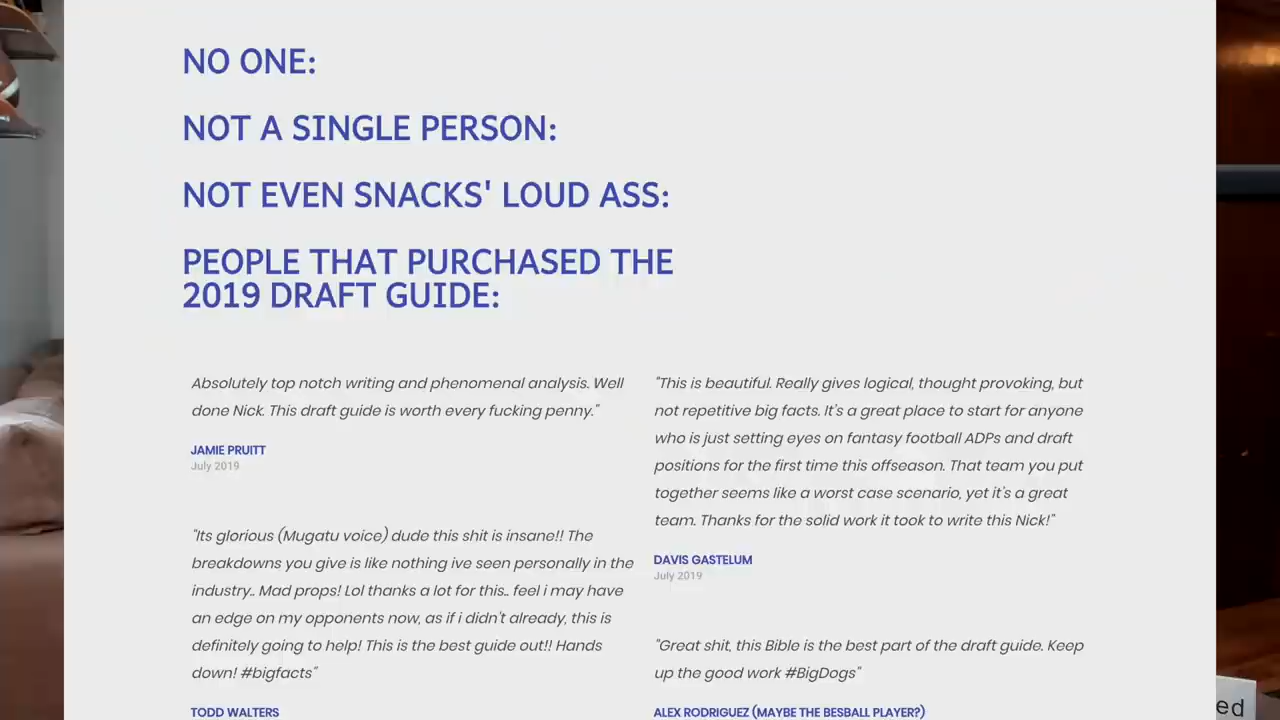 NO ONE:
NOT A SINGLE PERSON:
NOT EVEN SNACKS' LOUD ASS:
PEOPLE THAT PURCHASED THE
2019 DRAFT GUIDE:
Absolutely top notch writing and phenomenal analysis. Well
done Nick. This draft guide is worth every fucking penny."
JAMIE PRUITT
July 2019
"Its glorious (Mugatu voice) dude this shit is insane!! The
breakdowns you give is like nothing ive seen personally in the
industry.. Mad props! Lol thanks a lot for this.. feel i may have
an edge on my opponents now, as if i didn't already, this is
definitely going to help! This is the best guide out!! Hands
down! #bigfacts"
TODD WALTERS
"This is beautiful. Really gives logical, thought provoking, but
not repetitive big facts. It's a great place to start for anyone
who is just setting eyes on fantasy football ADPs and draft
positions for the first time this offseason. That team you put
together seems like a worst case scenario, yet it's a great
team. Thanks for the solid work it took to write this Nick!"
DAVIS GASTELUM
July 2019
"Great shit, this Bible is the best part of the draft guide. Keep
up the good work #BigDogs"
ALEX RODRIGUEZ (MAYBE THE BESBALL PLAYER?)
ed